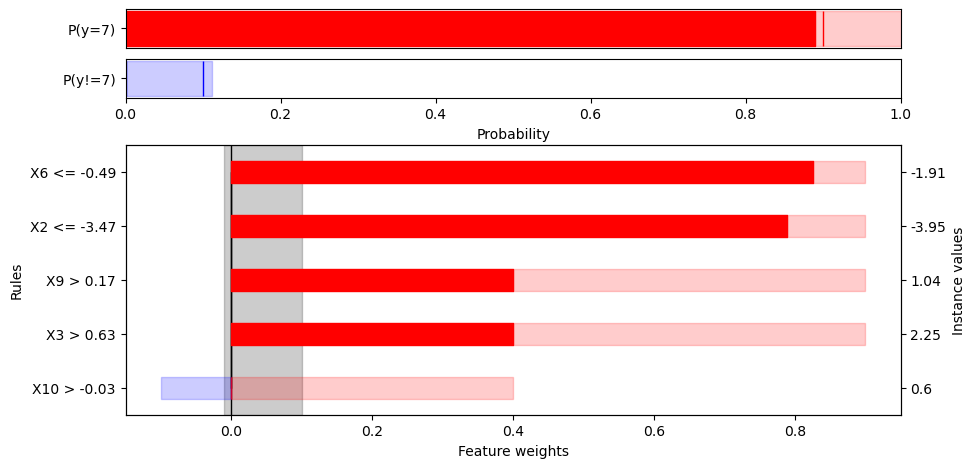 P(y=7)
P(y!=7)
0.0 0.2 0.4 0.6 0.8 1.0
Probability
X6 <= -0.49 -1.91
X2 <= -3.47 -3.95
X9 > 0.17 1.04
X3 > 0.63 2.25
X10 > -0.03 0.6
Rules
Instance values
0.0 0.2 0.4 0.6 0.8
Feature weights